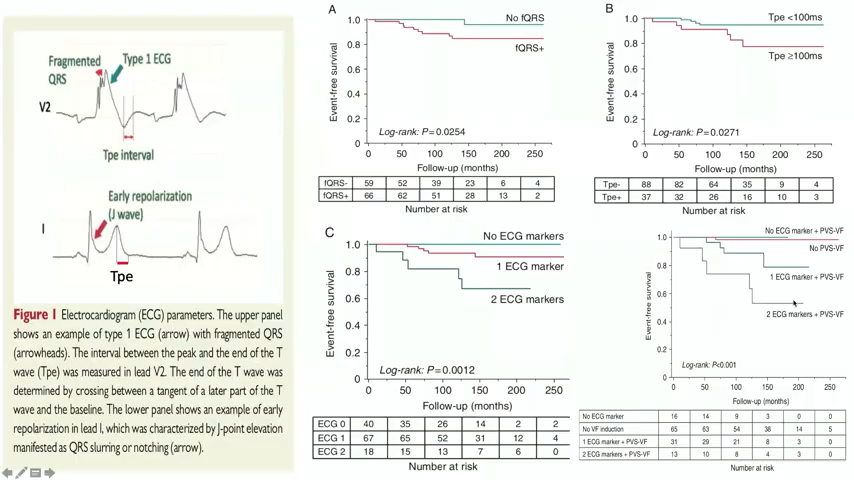 Fragmented
QRS
Type 1 ECG
V2
Tpe interval
Early repolarization
(J wave)
I
Tpe
Figure 1 Electrocardiogram (ECG) parameters. The upper panel
shows an example of type 1 ECG (arrow) with fragmented QRS
(arrowheads). The interval between the peak and the end of the T
wave (Tpe) was measured in lead V2. The end of the T wave was
determined by crossing between a tangent of a later part of the T
wave and the baseline. The lower panel shows an example of early
repolarization in lead I, which was characterized by J-point elevation
manifested as QRS slurring or notching (arrow).
A
Event-free survival
1.0
0.8
0.6
0.4
0.2
0
No fQRS
fQRS+
Log-rank: P=0.0254
0 50 100 150 200 250
Follow-up (months)
fQRS- 59 52 39 23 6 4
fQRS+ 66 62 51 28 13 2
Number at risk
B
Event-free survival
1.0
0.8
0.6
0.4
0.2
0
Tpe <100ms
Tpe ≥100ms
Log-rank: P=0.0271
0 50 100 150 200 250
Follow-up (months)
Tpe- 88 82 64 35 9 4
Tpe+ 37 32 26 16 10 3
Number at risk
C
Event-free survival
1.0
0.8
0.6
0.4
0.2
0
No ECG markers
1 ECG marker
2 ECG markers
Log-rank: P=0.0012
0 50 100 150 200 250
Follow-up (months)
ECG 0 40 35 26 14 2 2
ECG 1 67 65 52 31 12 4
ECG 2 18 15 13 7 6 0
Number at risk
Event-free survival
1.0
0.8
0.6
0.4
0.2
0
No ECG marker + PVS-VF
No PVS-VF
1 ECG marker + PVS-VF
2 ECG markers + PVS-VF
Log-rank: P<0.001
0 50 100 150 200 250
Follow-up (months)
No ECG marker 16 14 9 3 0 0
No VF induction 65 63 54 38 14 5
1 ECG marker + PVS-VF 31 29 21 8 3 0
2 ECG markers + PVS-VF 13 10 8 4 3 0
Number at risk